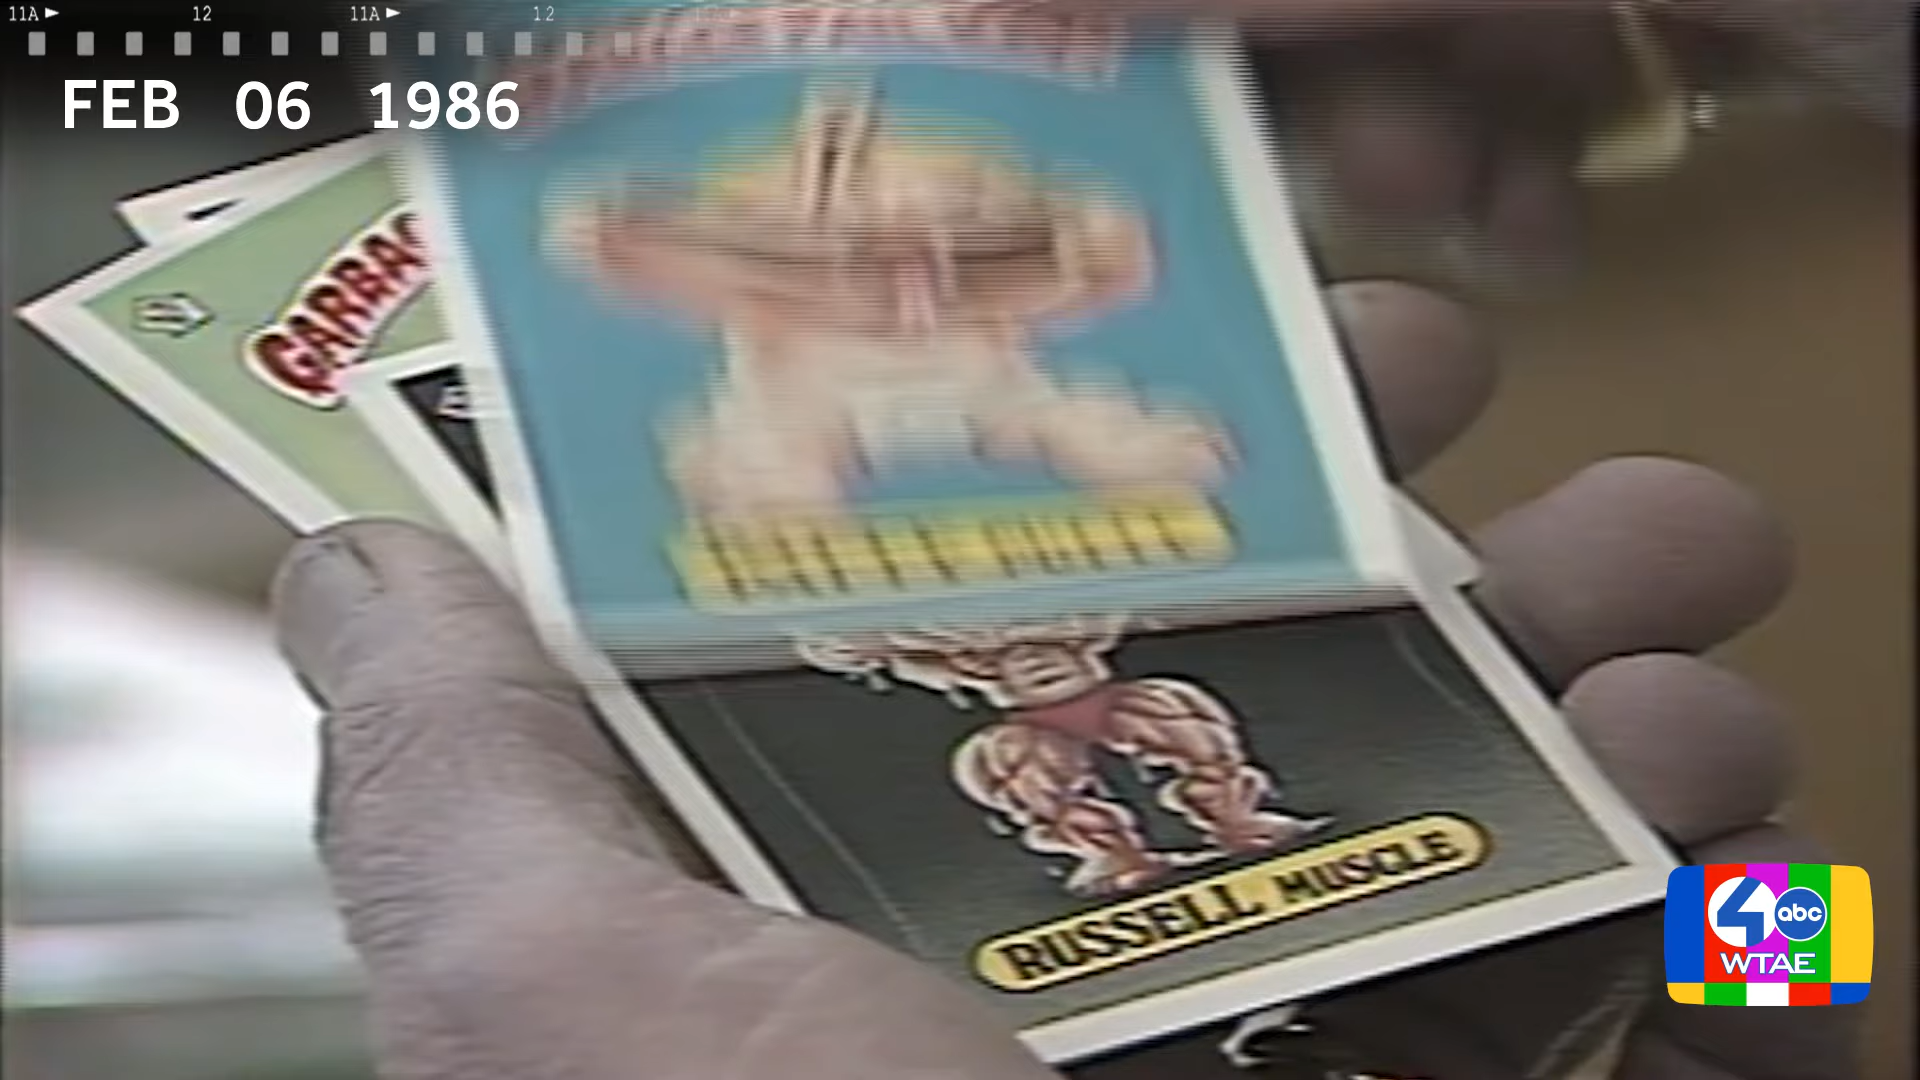 11A 12 11A 12
FEB 06 1986
GARBAG
RUSSELL MUSCLE
4 abc
WTAE